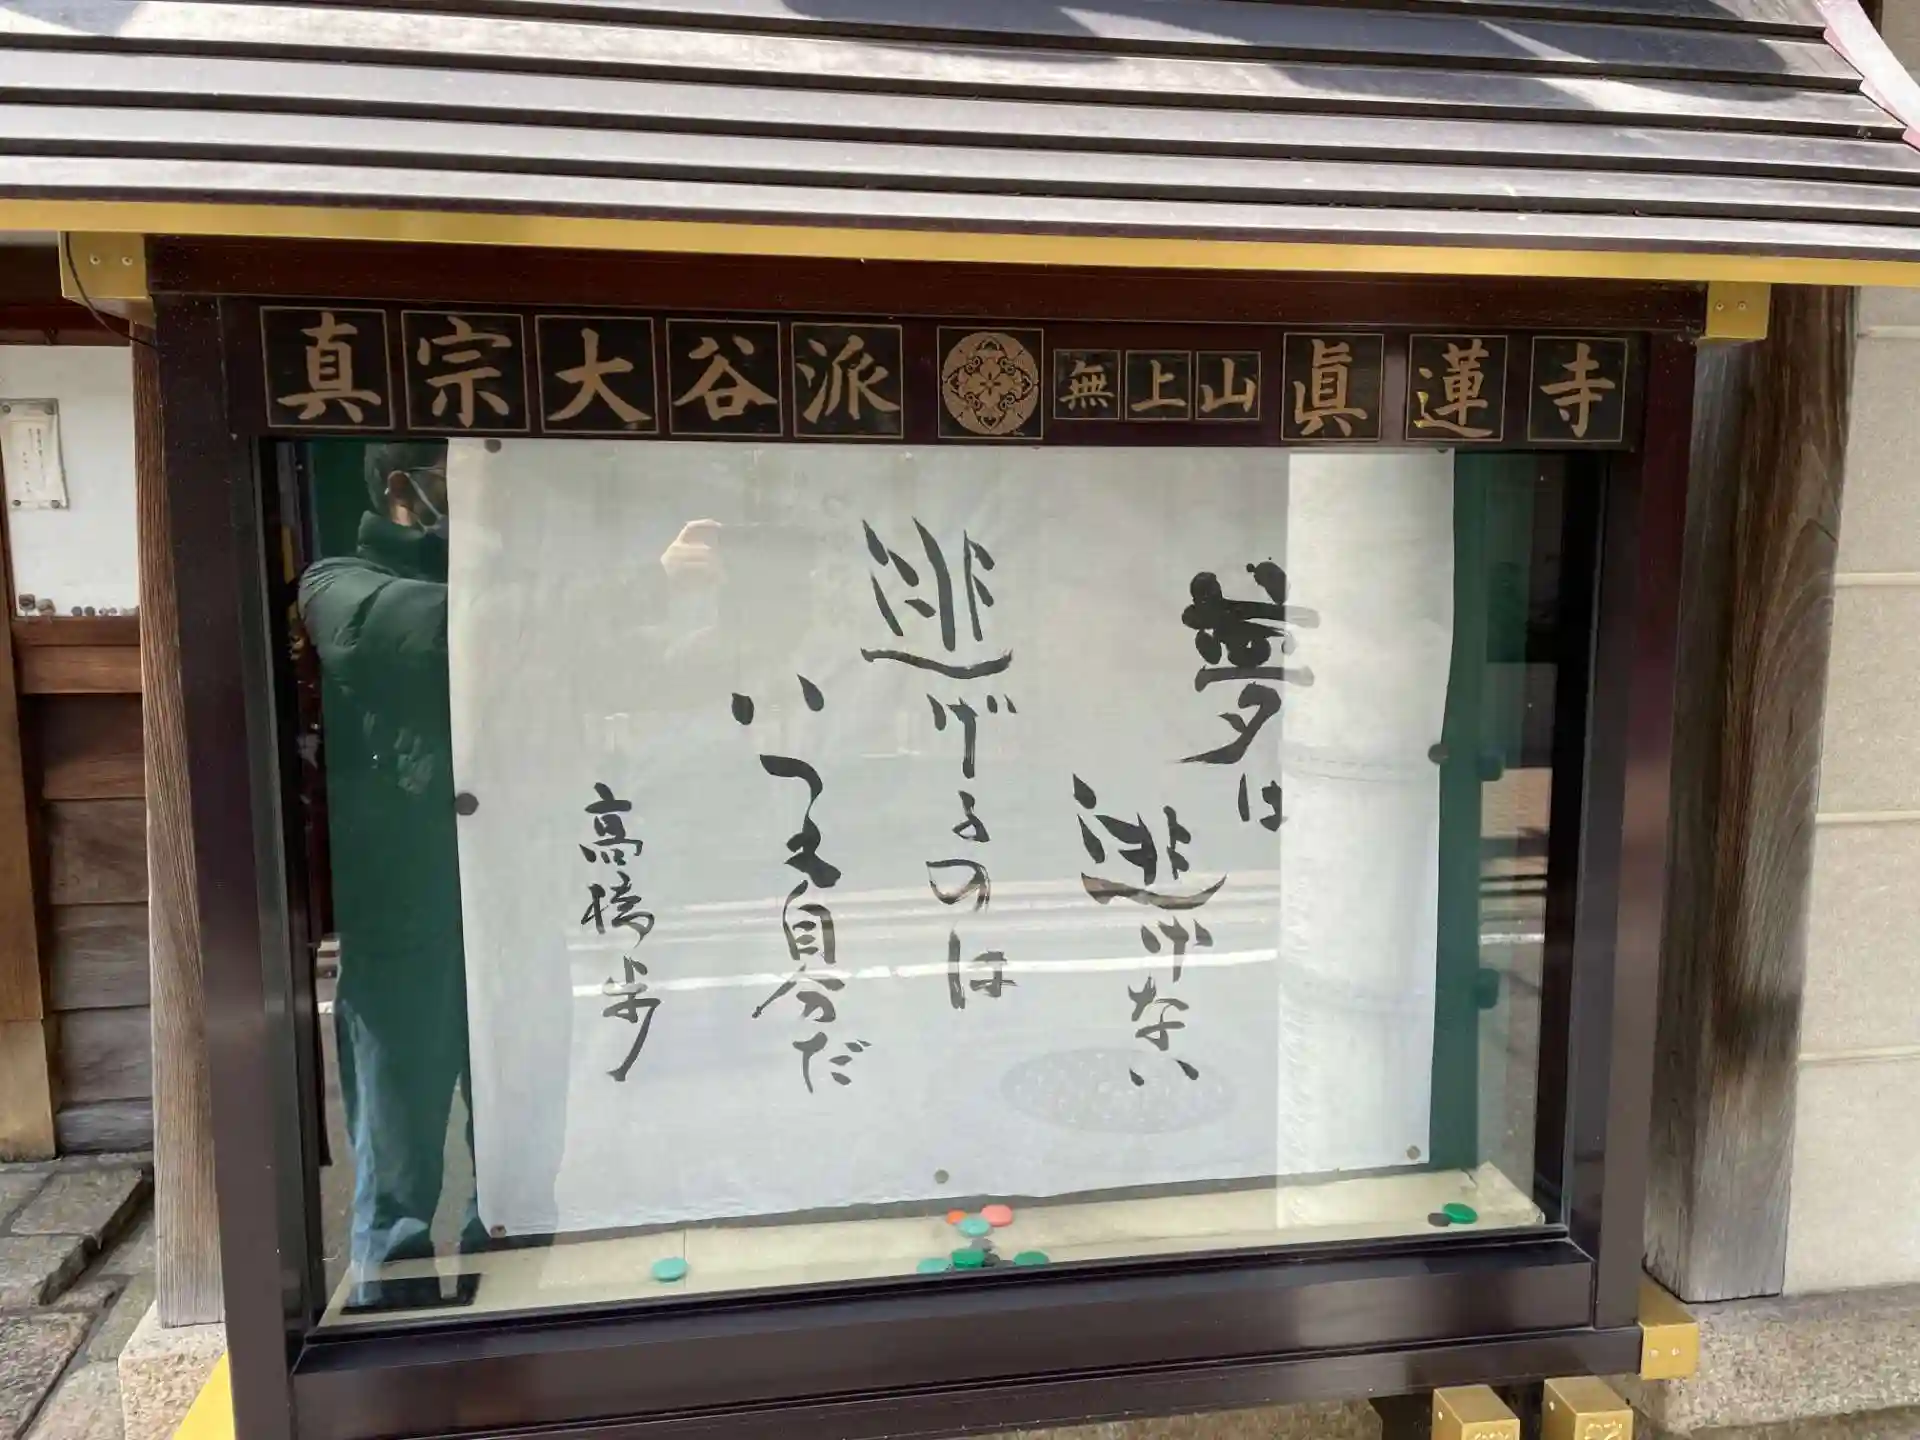 真宗大谷派 無上山 眞蓮寺
夢は
逃げない
逃げるのは
いつも自分だ
高橋歩